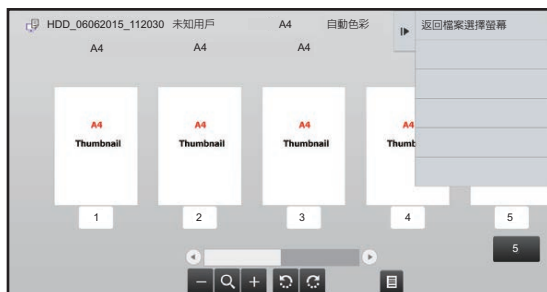 HDD_06062015_112030 未知用戶 A4 自動色彩
返回檔案選擇螢幕
A4 A4 A4
A4 A4 A4 A4
Thumbnail Thumbnail Thumbnail Thumb
1 2 3 4 5
5